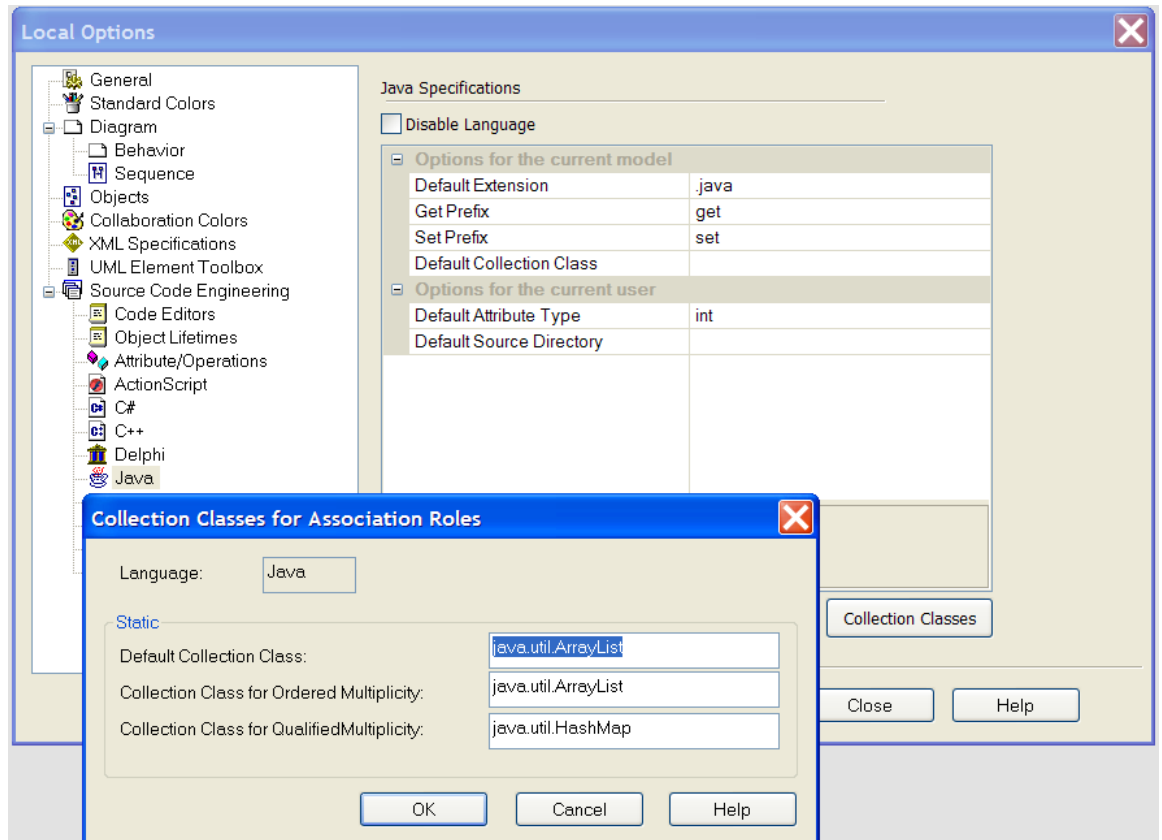 Local Options
General
Standard Colors
Diagram
Behavior
Sequence
Objects
Collaboration Colors
XML Specifications
UML Element Toolbox
Source Code Engineering
Code Editors
Object Lifetimes
Attribute/Operations
ActionScript
C#
C++
Delphi
Java
Java Specifications
Disable Language
Options for the current model
Default Extension .java
Get Prefix get
Set Prefix set
Default Collection Class
Options for the current user
Default Attribute Type int
Default Source Directory
Collection Classes
Close Help
Collection Classes for Association Roles
Language: Java
Static
Default Collection Class: java.util.ArrayList
Collection Class for Ordered Multiplicity: java.util.ArrayList
Collection Class for QualifiedMultiplicity: java.util.HashMap
OK Cancel Help